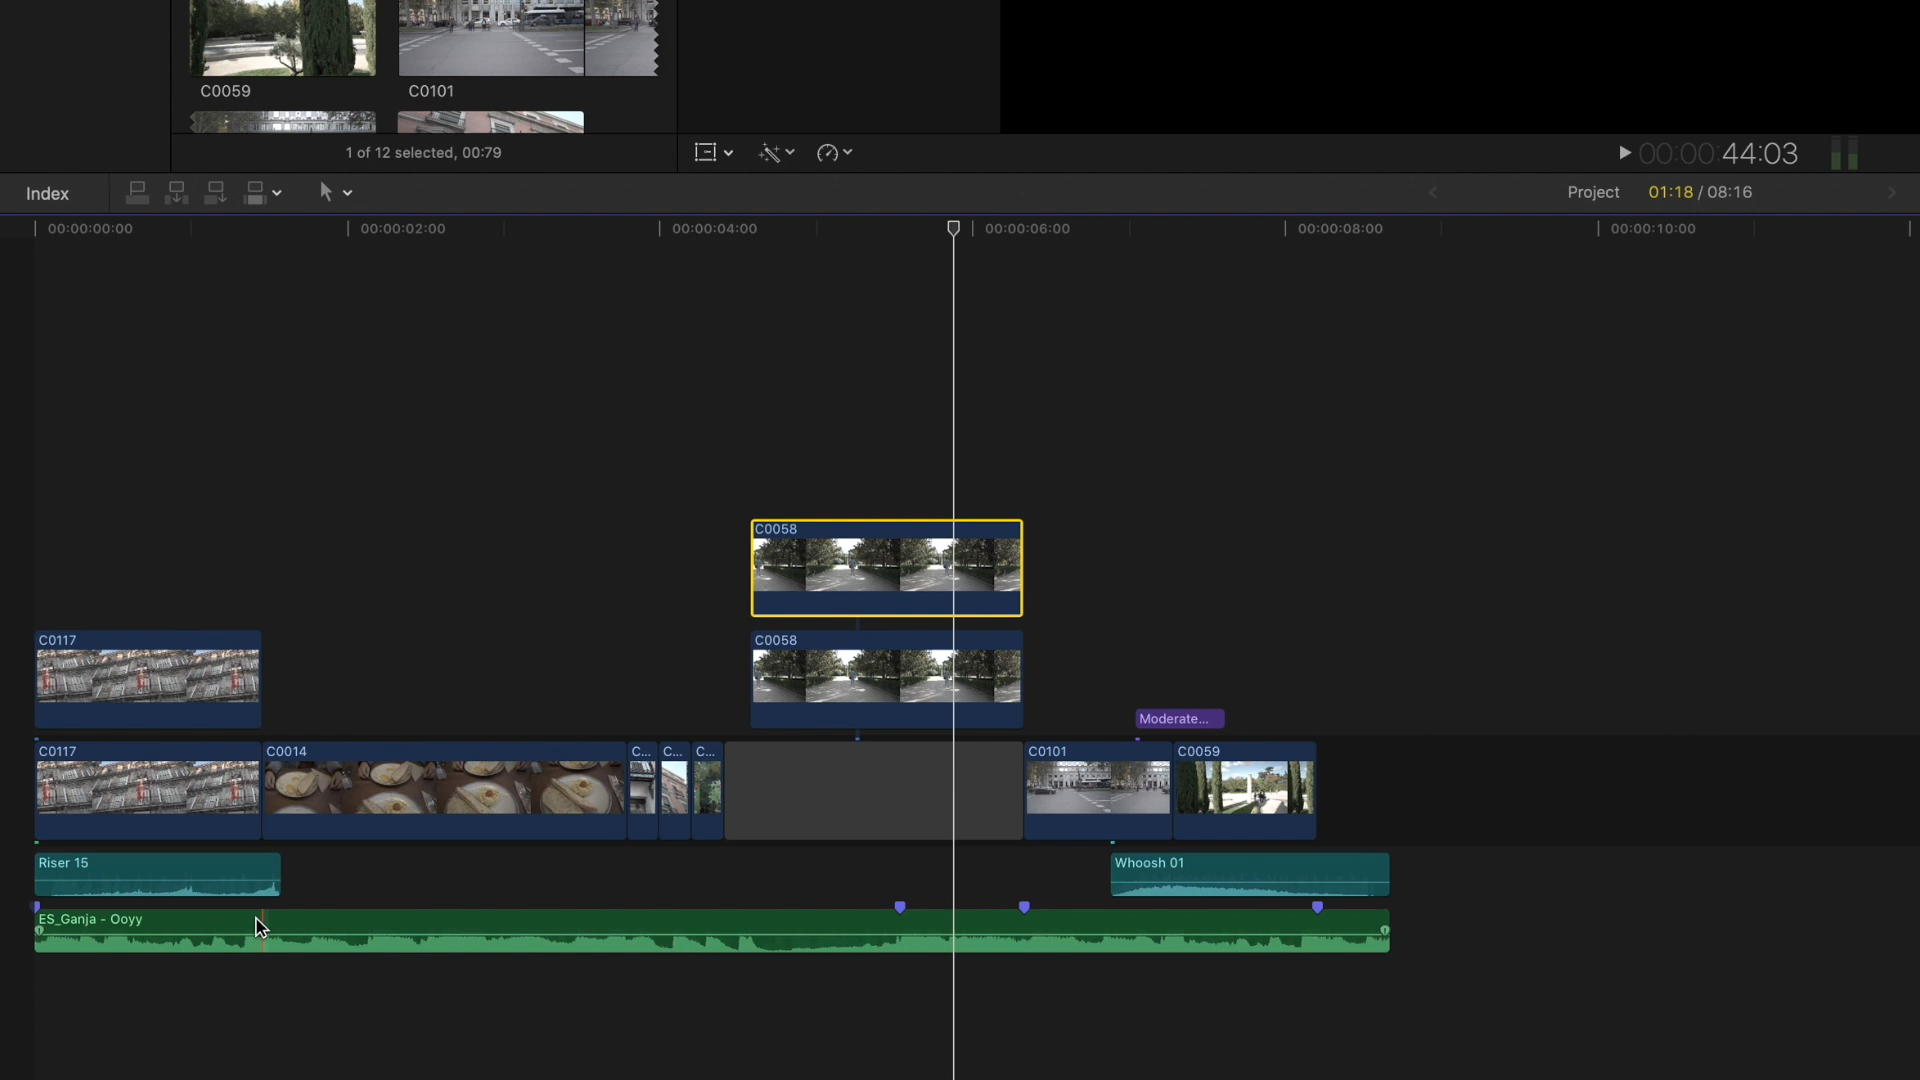 C0059
C0101
1 of 12 selected, 00:79
00:00:44:03
Index
Project
01:18 / 08:16
00:00:00:00
00:00:02:00
00:00:04:00
00:00:06:00
00:00:08:00
00:00:10:00
C0058
C0117
C0058
Moderate...
C0117
C0014
C...
C...
C...
C0101
C0059
Riser 15
Whoosh 01
ES_Ganja - Ooyy